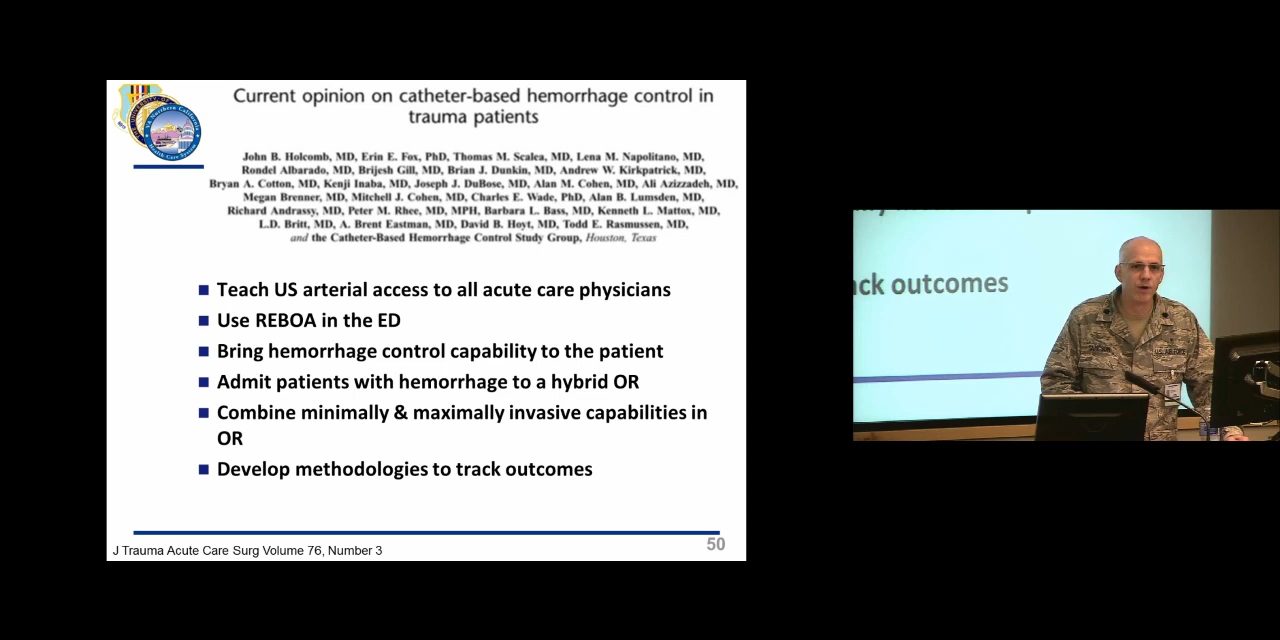 Current opinion on catheter-based hemorrhage control in
trauma patients
John B. Holcomb, MD, Erin E. Fox, PhD, Thomas M. Scalea, MD, Lena M. Napolitano, MD,
Rondel Albarado, MD, Brijesh Gill, MD, Brian J. Dunkin, MD, Andrew W. Kirkpatrick, MD,
Bryan A. Cotton, MD, Kenji Inaba, MD, Joseph J. DuBose, MD, Alan M. Cohen, MD, Ali Azizzadeh, MD,
Megan Brenner, MD, Mitchell J. Cohen, MD, Charles E. Wade, PhD, Alan B. Lumsden, MD,
Richard Andrassy, MD, Peter M. Rhee, MD, MPH, Barbara L. Bass, MD, Kenneth L. Mattox, MD,
L.D. Britt, MD, A. Brent Eastman, MD, David B. Hoyt, MD, Todd E. Rasmussen, MD,
and the Catheter-Based Hemorrhage Control Study Group, Houston, Texas
Teach US arterial access to all acute care physicians
Use REBOA in the ED
Bring hemorrhage control capability to the patient
Admit patients with hemorrhage to a hybrid OR
Combine minimally & maximally invasive capabilities in
OR
Develop methodologies to track outcomes
J Trauma Acute Care Surg Volume 76, Number 3
50
ack outcomes